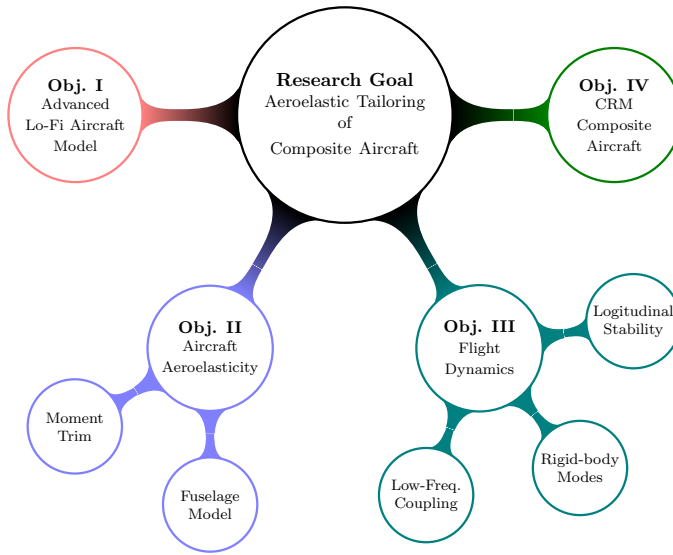 Research Goal
Aeroelastic Tailoring
of
Composite Aircraft
Obj. I
Advanced
Lo-Fi Aircraft
Model
Obj. IV
CRM
Composite
Aircraft
Obj. II
Aircraft
Aeroelasticity
Moment
Trim
Fuselage
Model
Obj. III
Flight
Dynamics
Low-Freq.
Coupling
Rigid-body
Modes
Logitudinal
Stability